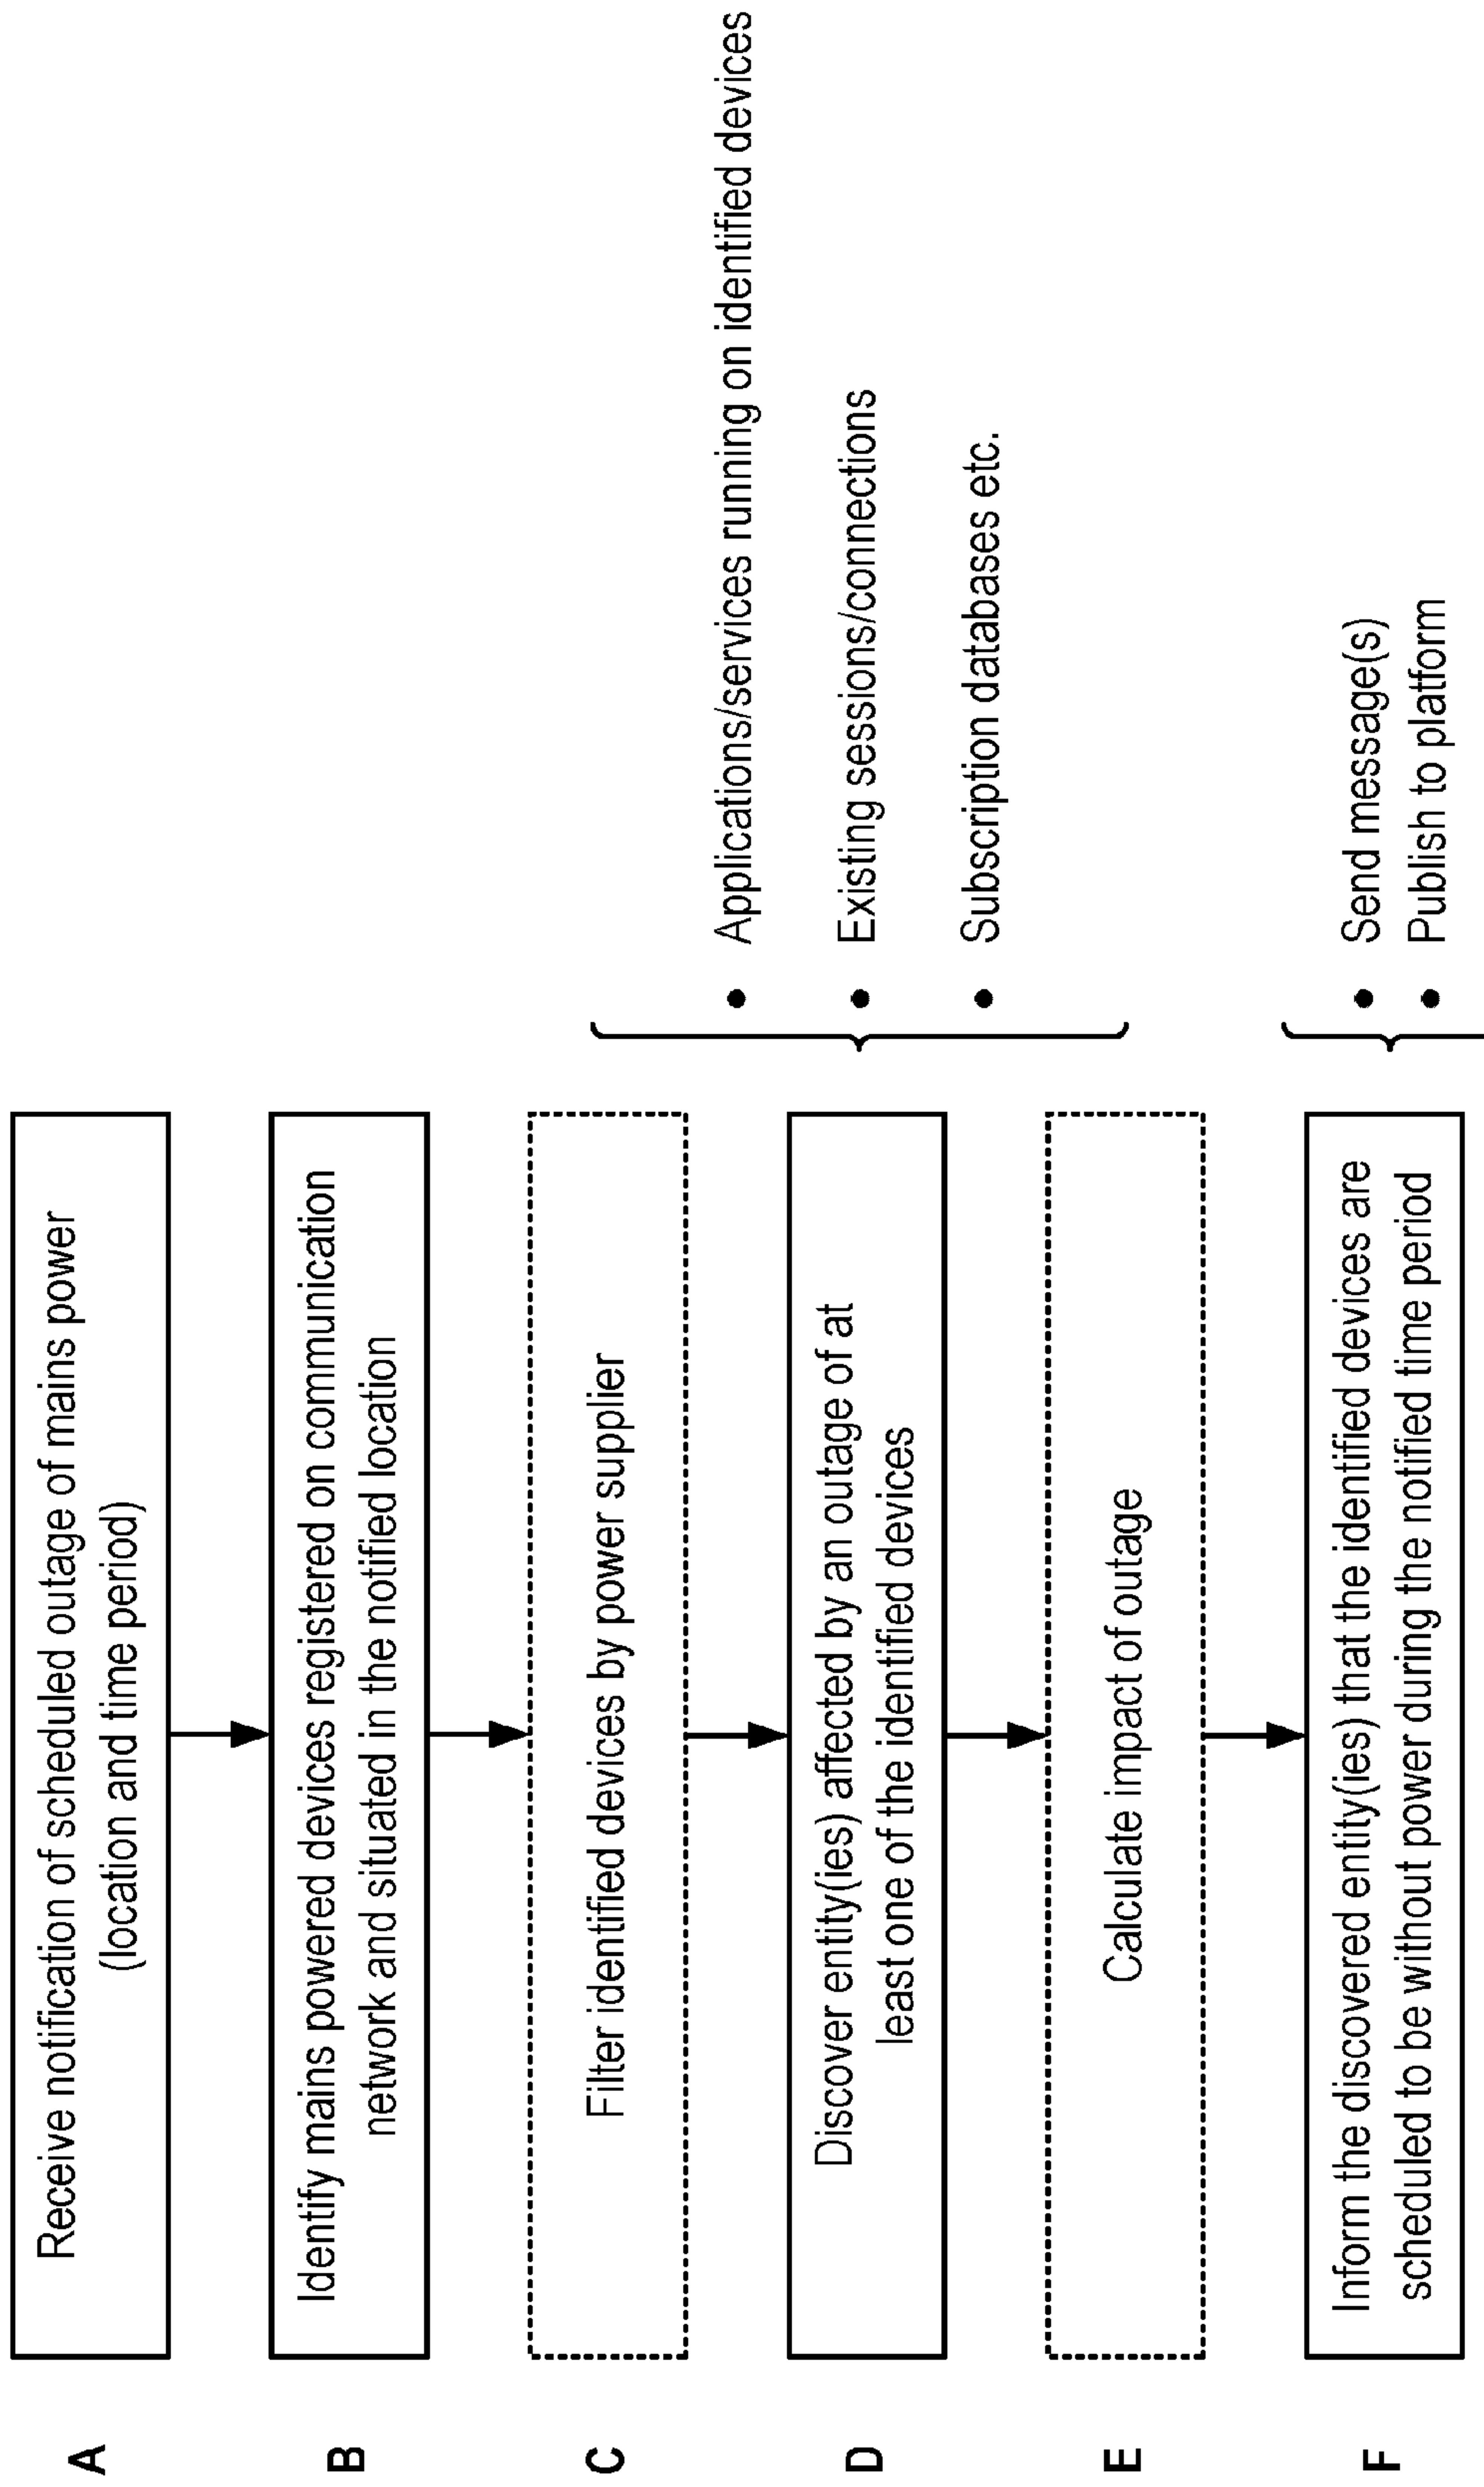 A
Receive notification of scheduled outage of mains power
(location and time period)
B
Identify mains powered devices registered on communication
network and situated in the notified location
C
Filter identified devices by power supplier
D
Discover entity(ies) affected by an outage of at
least one of the identified devices
• Applications/services running on identified devices
• Existing sessions/connections
• Subscription databases etc.
E
Calculate impact of outage
F
Inform the discovered entity(ies) that the identified devices are
scheduled to be without power during the notified time period
• Send message(s)
• Publish to platform